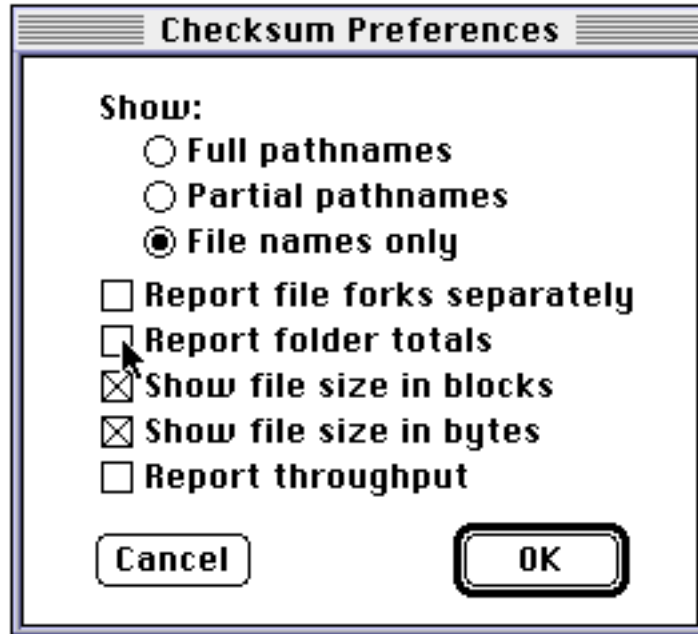 Checksum Preferences
Show:
Full pathnames
Partial pathnames
File names only
Report file forks separately
Report folder totals
Show file size in blocks
Show file size in bytes
Report throughput
Cancel OK